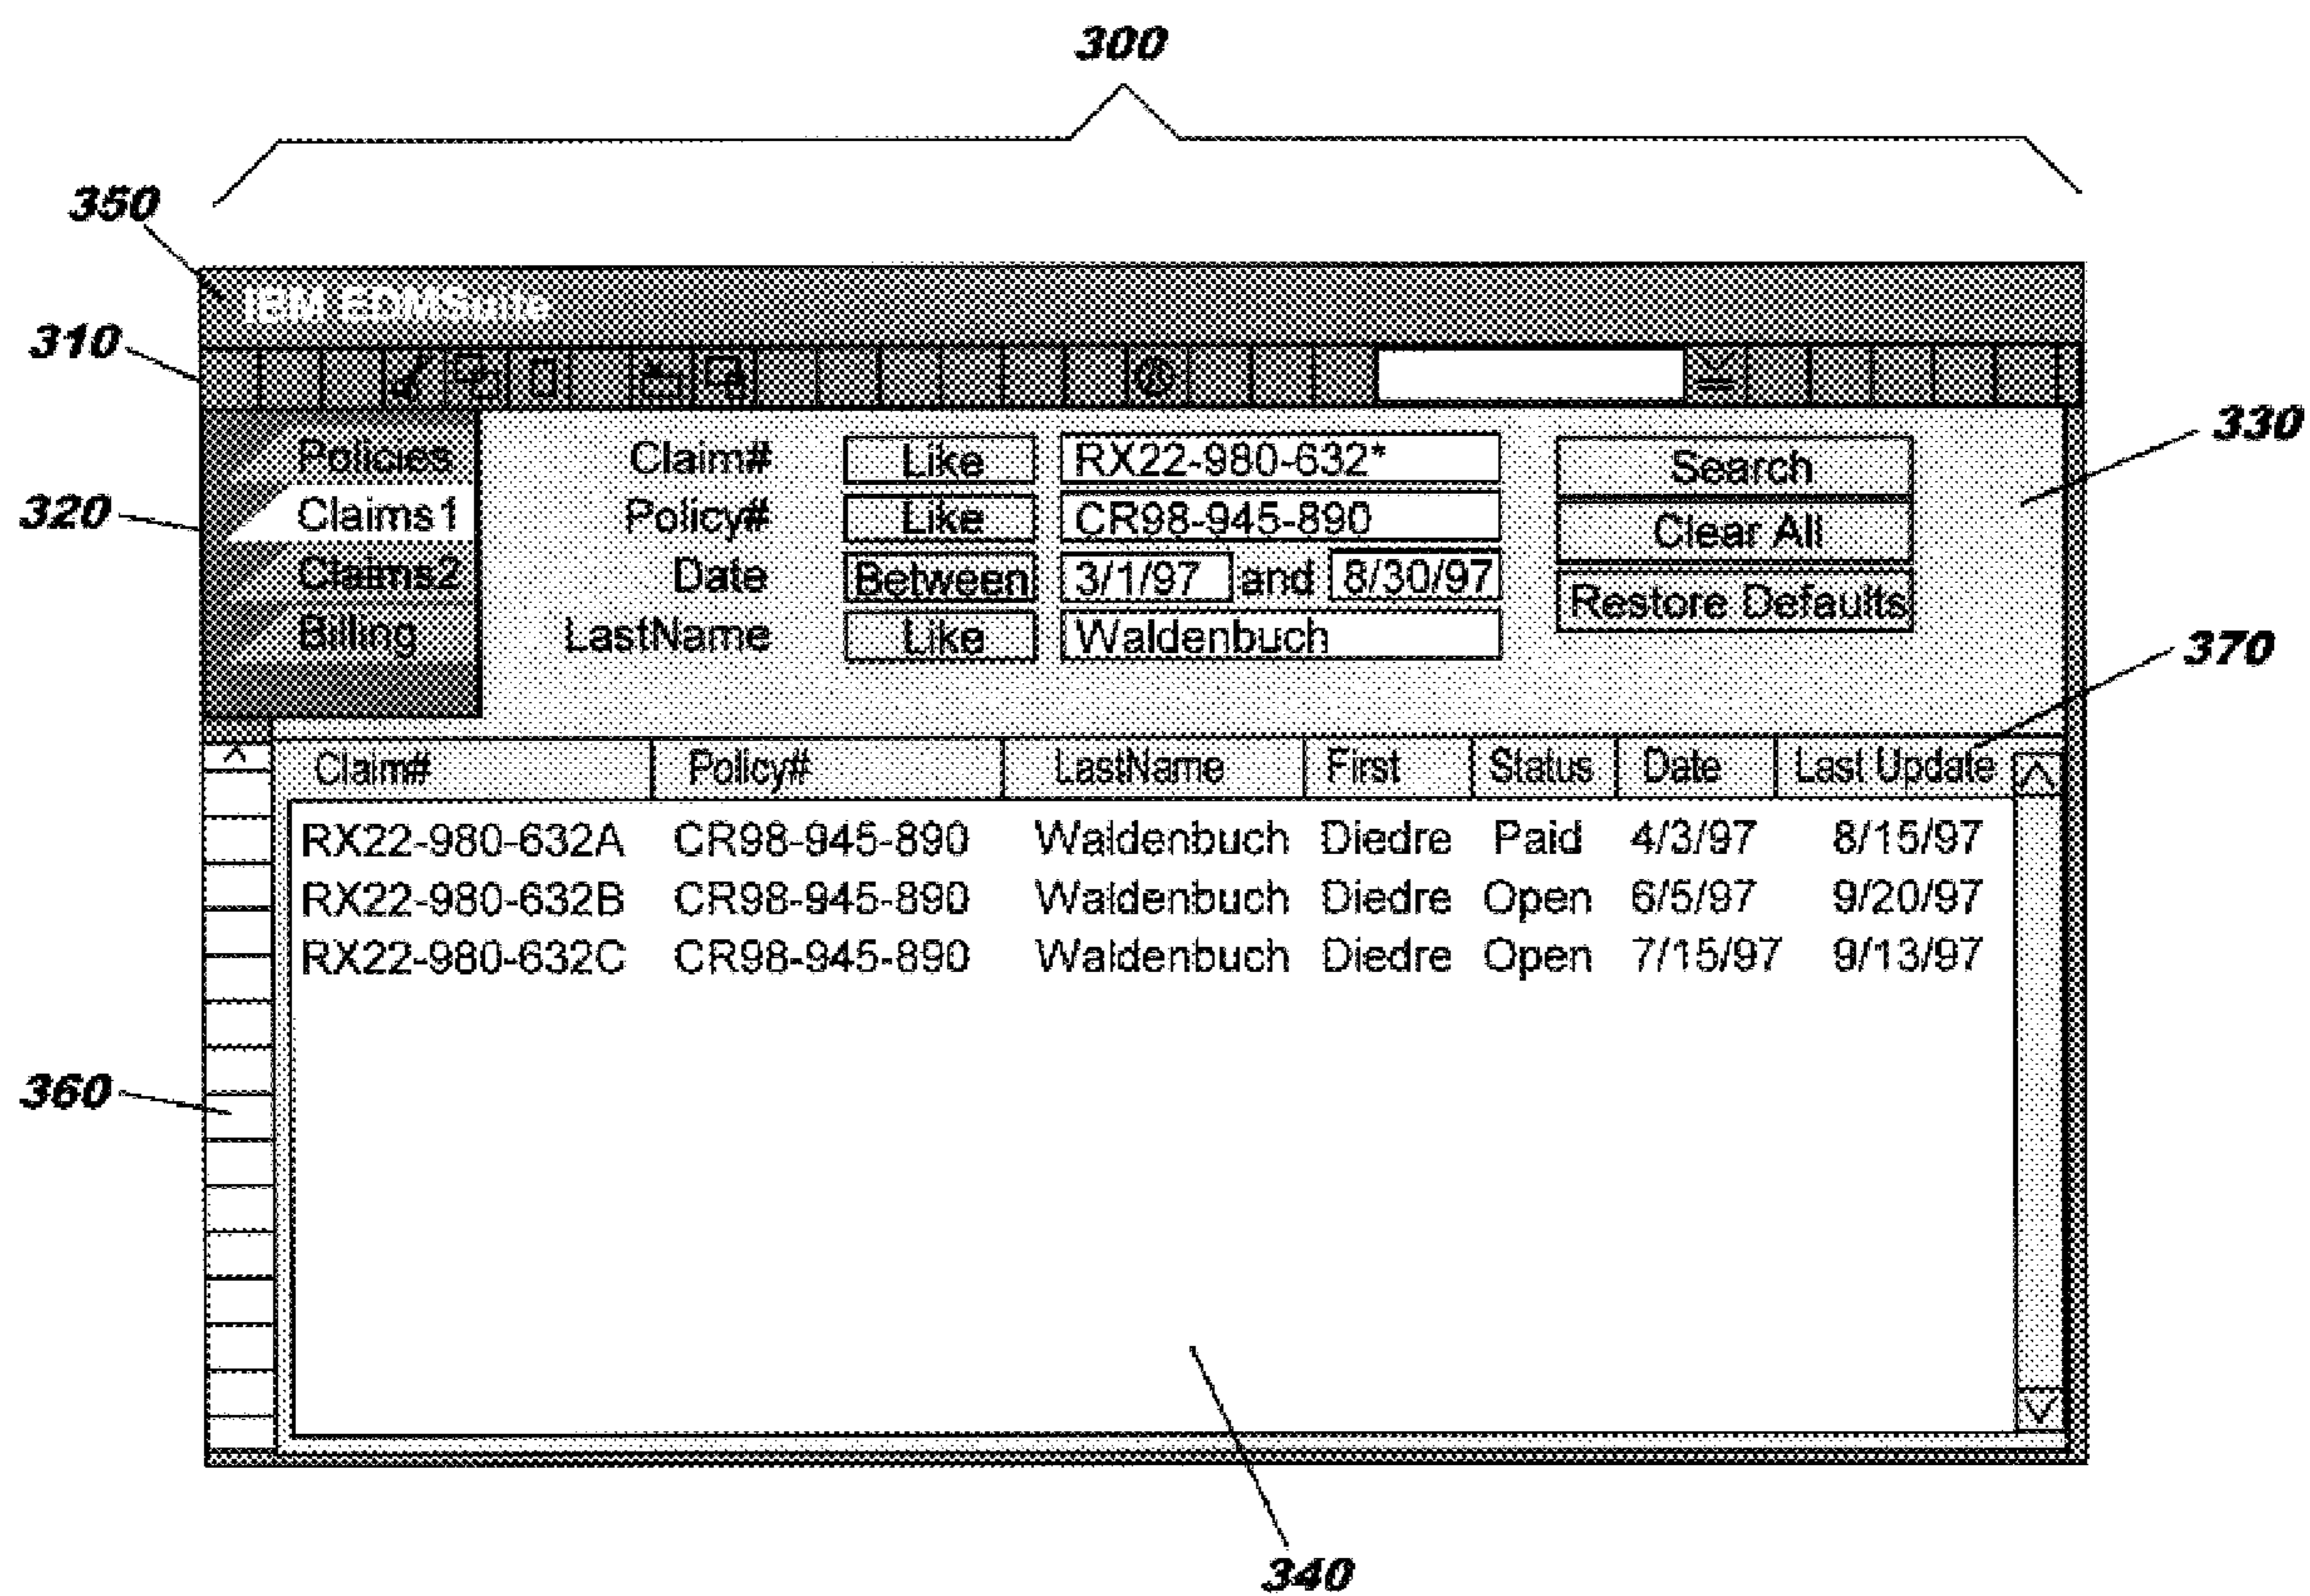 300
350
IBM EDMSuite
310
Policies Claim# Like RX22-980-632* Search 330
320 Claims1 Policy# Like CR98-945-890 Clear All
Claims2 Date Between 3/1/97 and 8/30/97 Restore Defaults
Billing LastName Like Waldenbuch 370
Claim# Policy# LastName First Status Date Last Update
RX22-980-632A CR98-945-890 Waldenbuch Diedre Paid 4/3/97 8/15/97
RX22-980-632B CR98-945-890 Waldenbuch Diedre Open 6/5/97 9/20/97
RX22-980-632C CR98-945-890 Waldenbuch Diedre Open 7/15/97 9/13/97
360
340